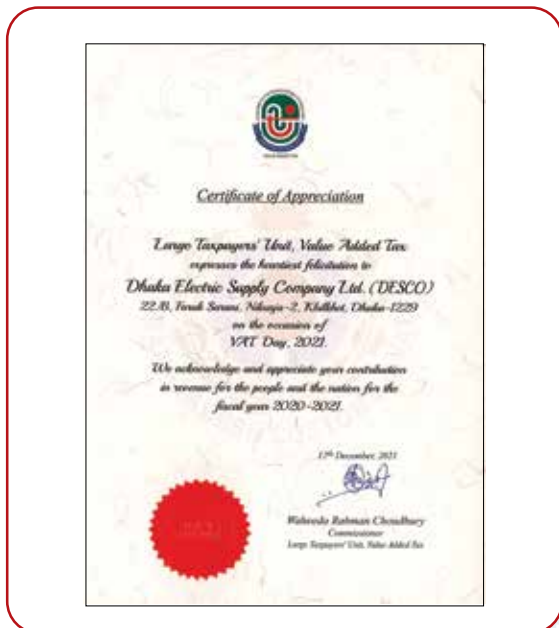 Certificate of Appreciation
Large Taxpayers' Unit, Value Added Tax
expresses the heartiest felicitation to
Dhaka Electric Supply Company Ltd. (DESCO)
22/B, Faruk Sarani, Nikunja-2, Khilkhet, Dhaka-1229
on the occasion of
VAT Day, 2021.
We acknowledge and appreciate your contribution
in revenue for the people and the nation for the
fiscal year 2020-2021.
December, 2021
Waheeda Rahman Choudhury
Commissioner
Large Taxpayers' Unit, Value Added Tax